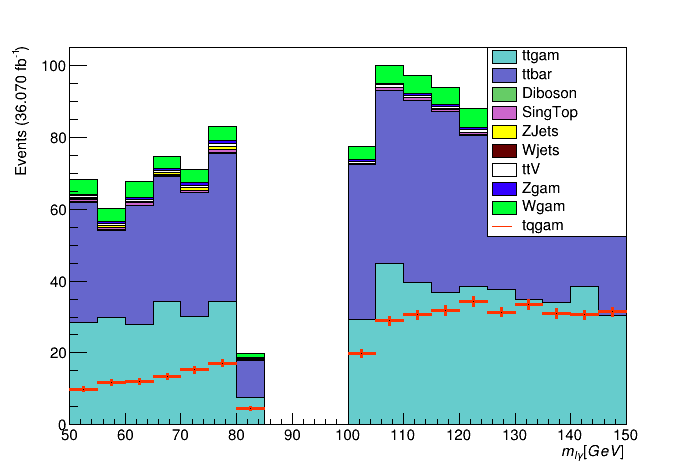 Events (36.070 fb⁻¹)
100
80
60
40
20
0
50 60 70 80 90 100 110 120 130 140 150
m_lγ[GeV]
ttgam
ttbar
Diboson
SingTop
ZJets
Wjets
ttV
Zgam
Wgam
tqgam